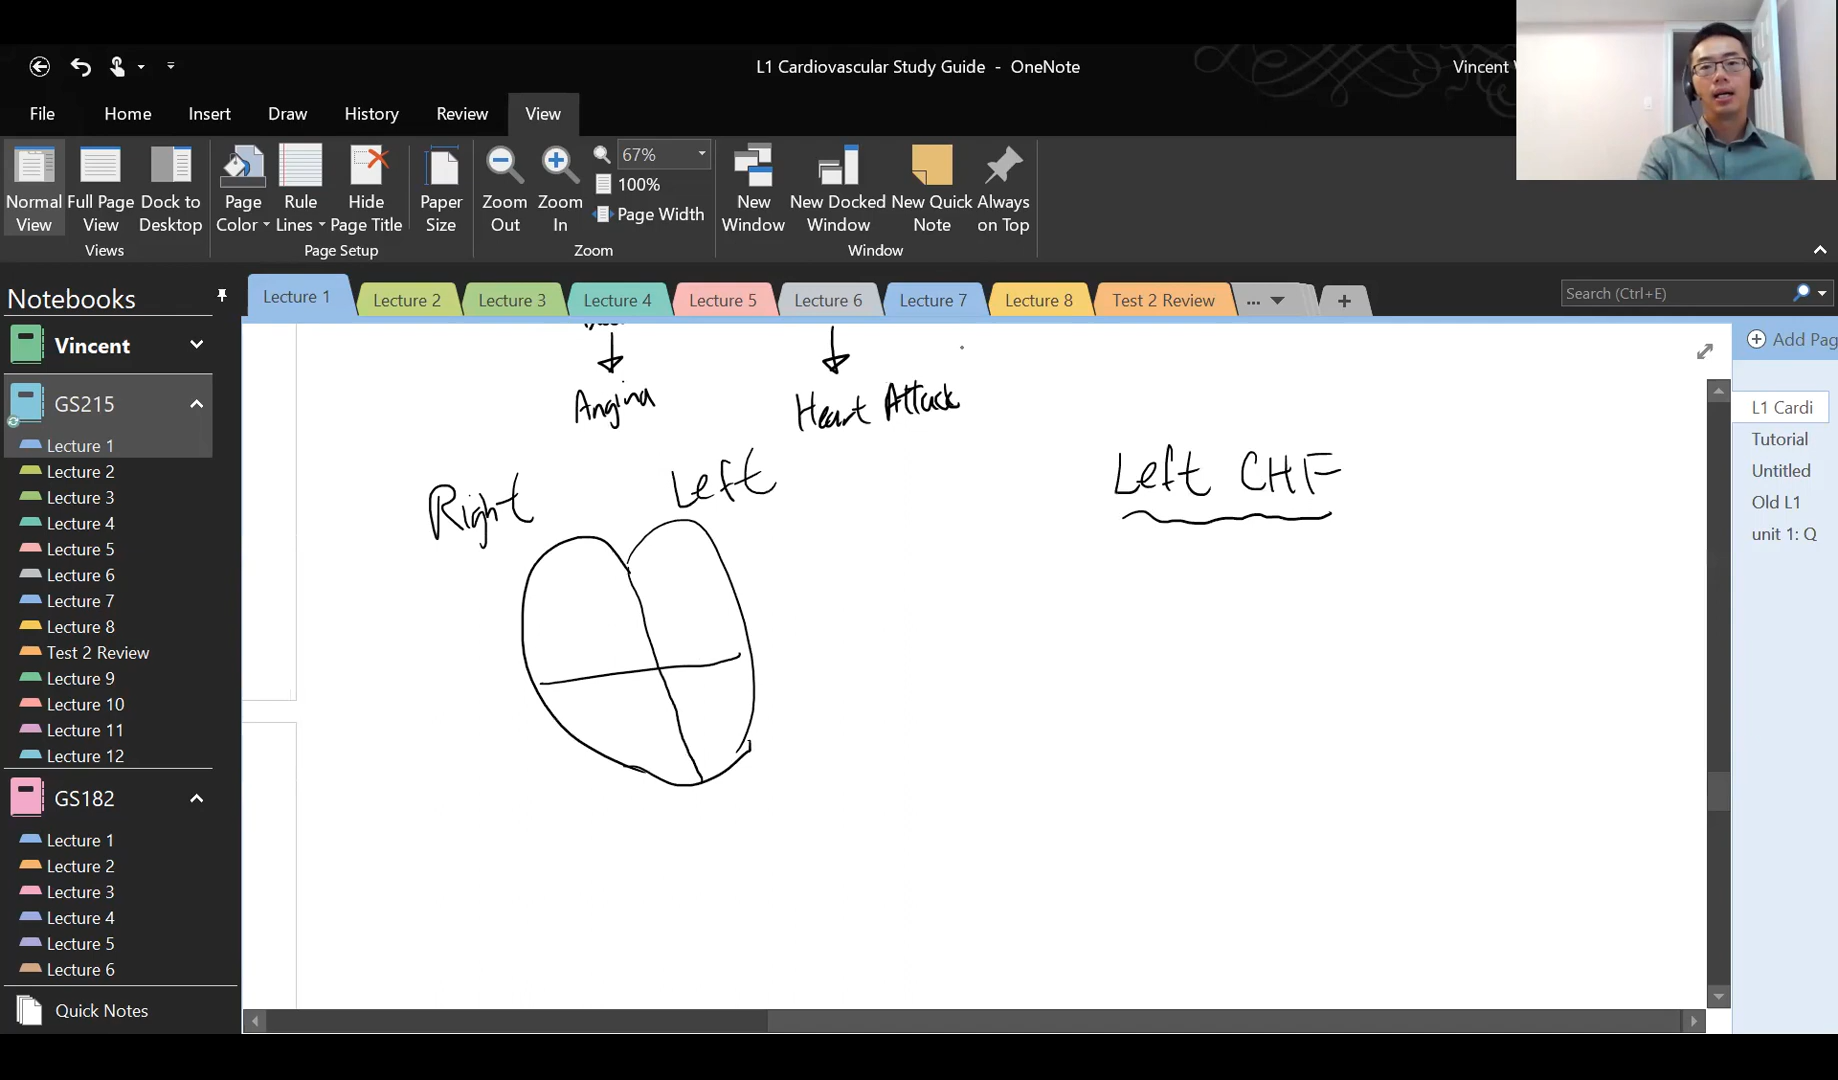 L1 Cardiovascular Study Guide - OneNote
Vincent
File Home Insert Draw History Review View
Normal View
Full Page View
Dock to Desktop
Views
Page Color
Rule Lines
Hide Page Title
Paper Size
Page Setup
Zoom Out
Zoom In
67%
100%
Page Width
Zoom
New Window
New Docked Window
New Quick Note
Always on Top
Window
Notebooks
Lecture 1 Lecture 2 Lecture 3 Lecture 4 Lecture 5 Lecture 6 Lecture 7 Lecture 8 Test 2 Review ... +
Search (Ctrl+E)
Vincent
GS215
Lecture 1
Lecture 2
Lecture 3
Lecture 4
Lecture 5
Lecture 6
Lecture 7
Lecture 8
Test 2 Review
Lecture 9
Lecture 10
Lecture 11
Lecture 12
GS182
Lecture 1
Lecture 2
Lecture 3
Lecture 4
Lecture 5
Lecture 6
Quick Notes
Angina
Heart Attack
Right
Left
Left CHF
Add Pag
L1 Cardi
Tutorial
Untitled
Old L1
unit 1: Q